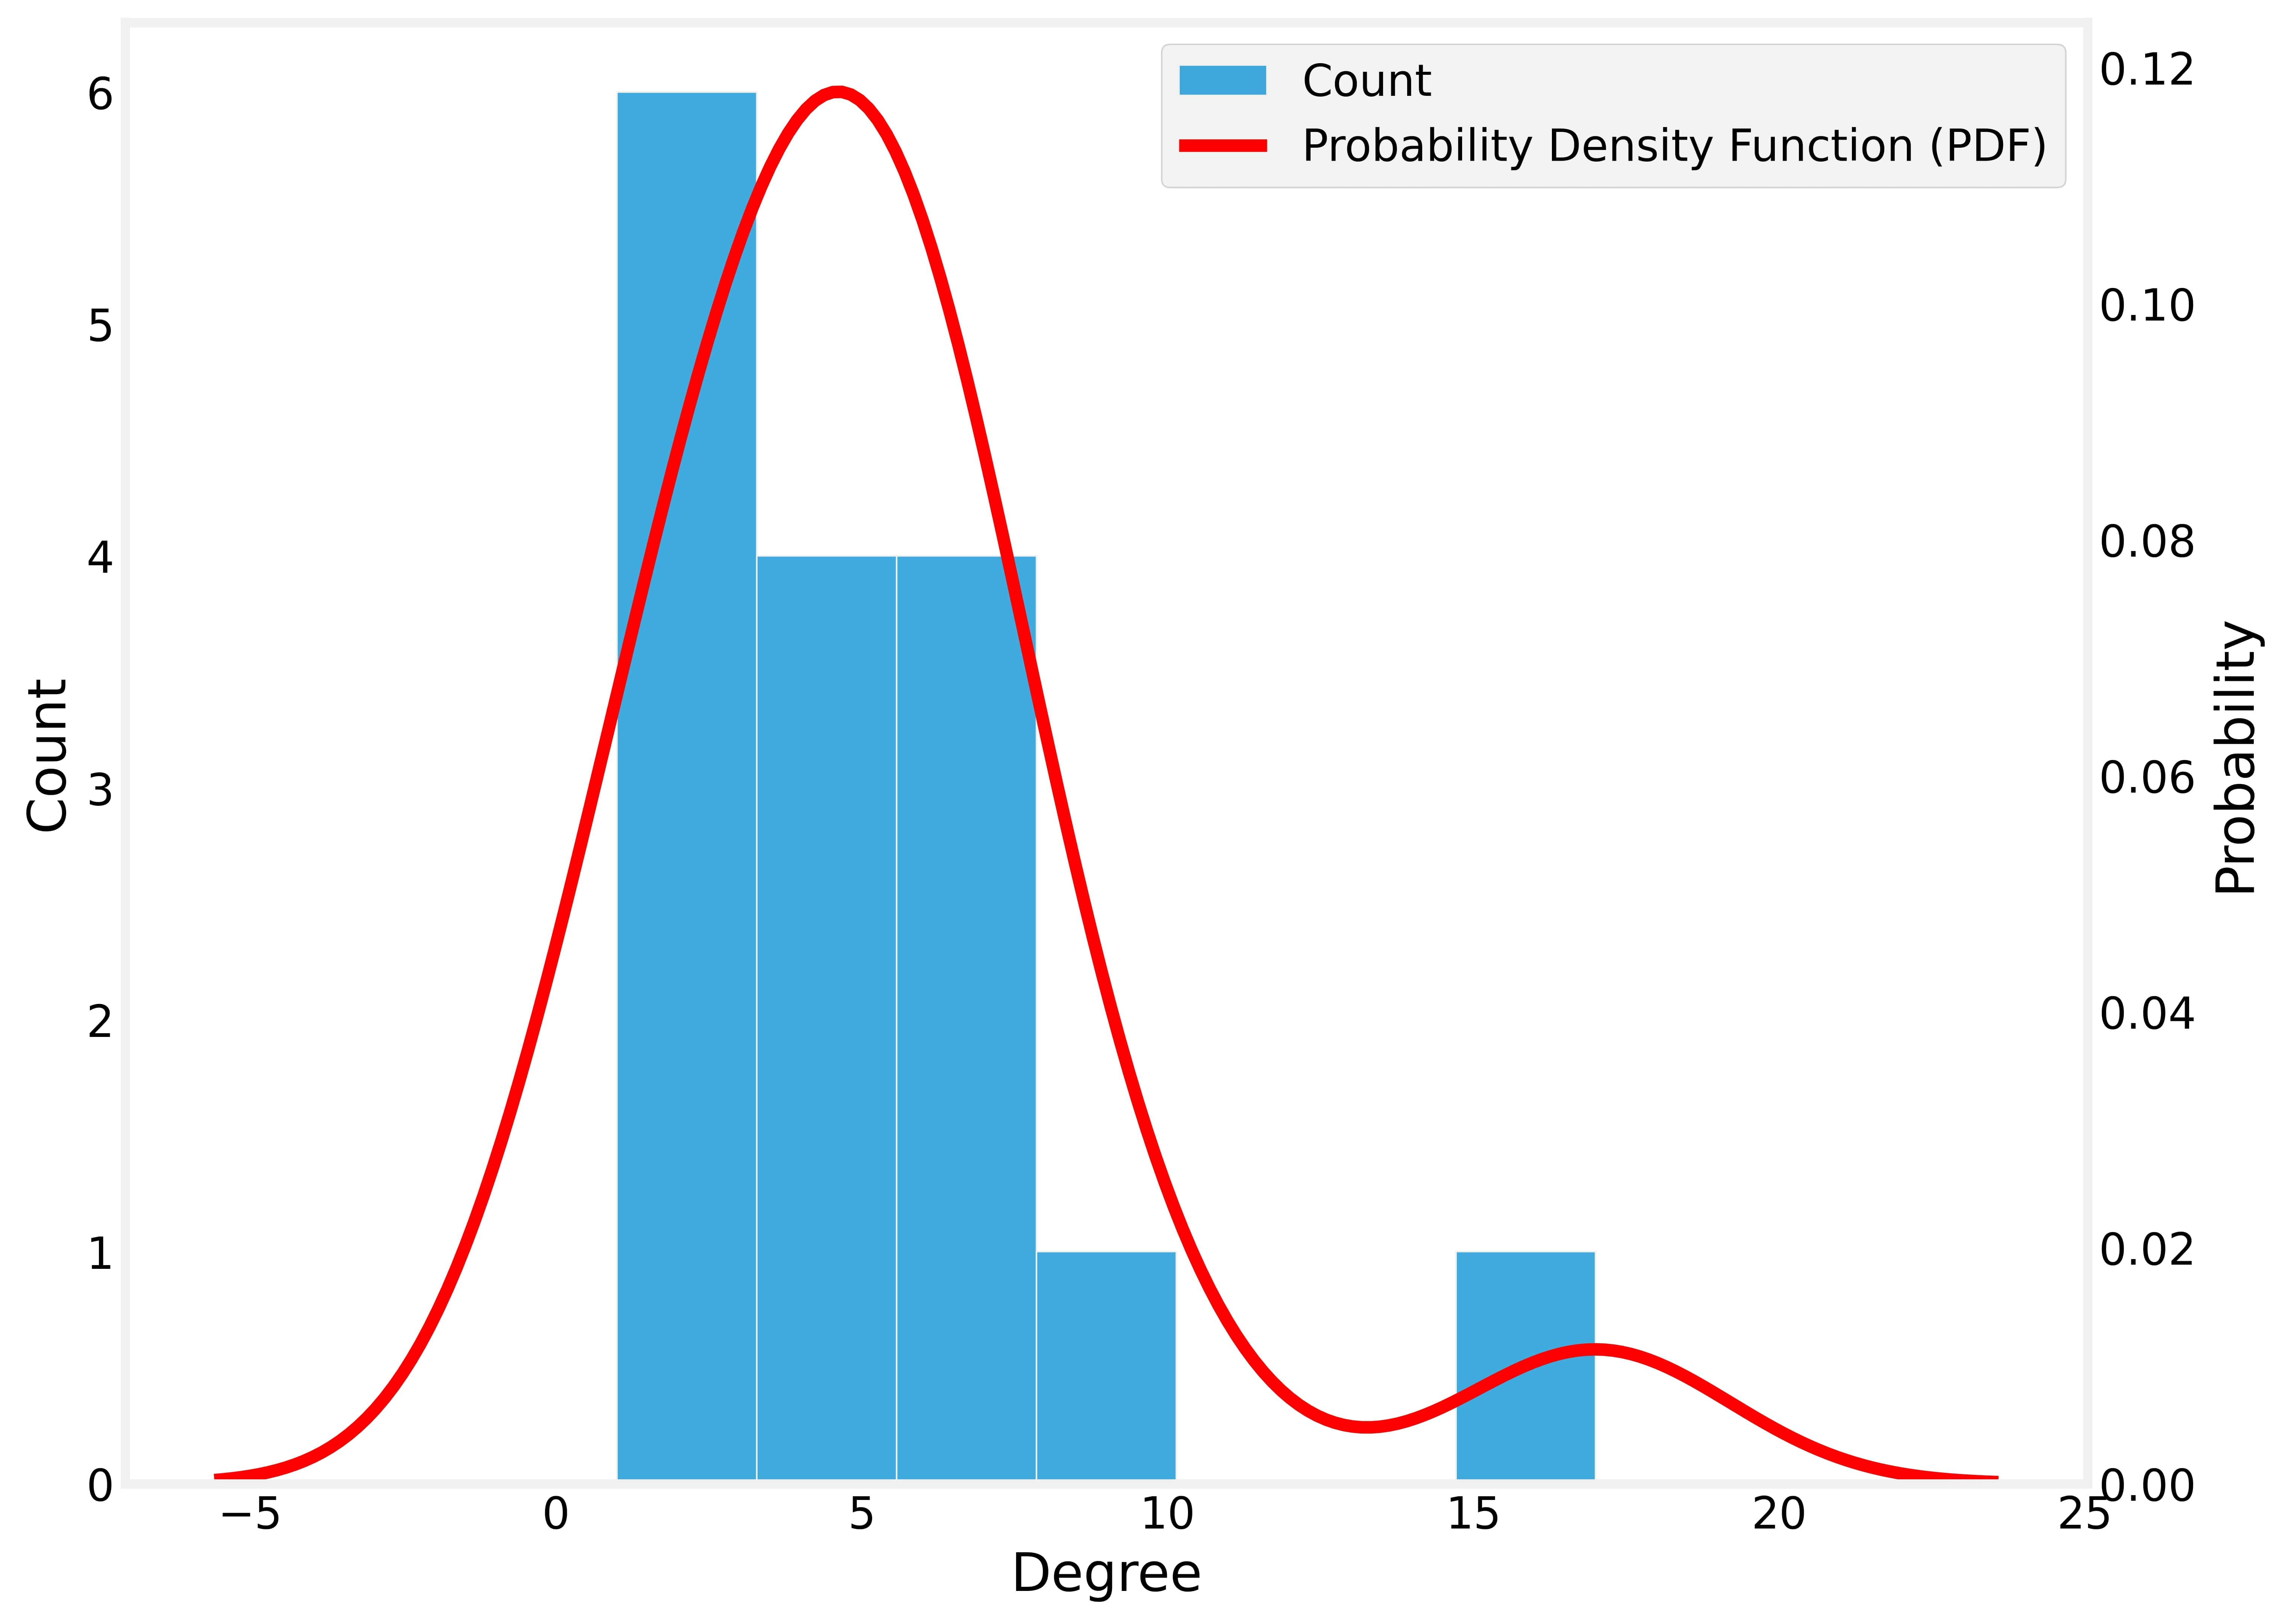 Count
Probability Density Function (PDF)
6
5
4
3
2
1
0
Count
0.12
0.10
0.08
0.06
0.04
0.02
0.00
Probability
−5 0 5 10 15 20 25
Degree